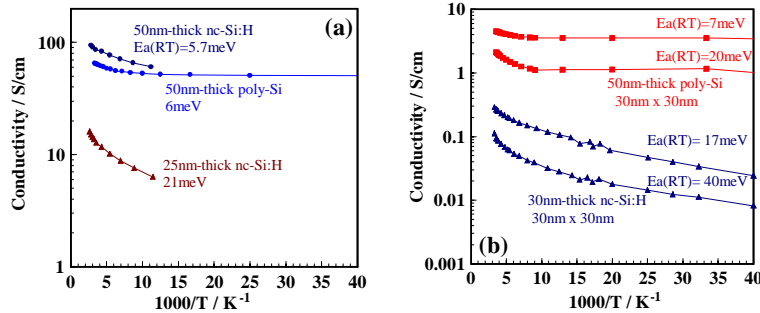 (a)
50nm-thick nc-Si:H
Ea(RT)=5.7meV
50nm-thick poly-Si
6meV
25nm-thick nc-Si:H
21meV
Conductivity / S/cm
100
10
1
0 5 10 15 20 25 30 35 40
1000/T / K⁻¹
Ea(RT)=7meV
Ea(RT)=20meV
50nm-thick poly-Si
30nm x 30nm
Ea(RT)= 17meV
Ea(RT)= 40meV
30nm-thick nc-Si:H
30nm x 30nm
(b)
Conductivity / S/cm
10
1
0.1
0.01
0.001
0 5 10 15 20 25 30 35 40
1000/T / K⁻¹